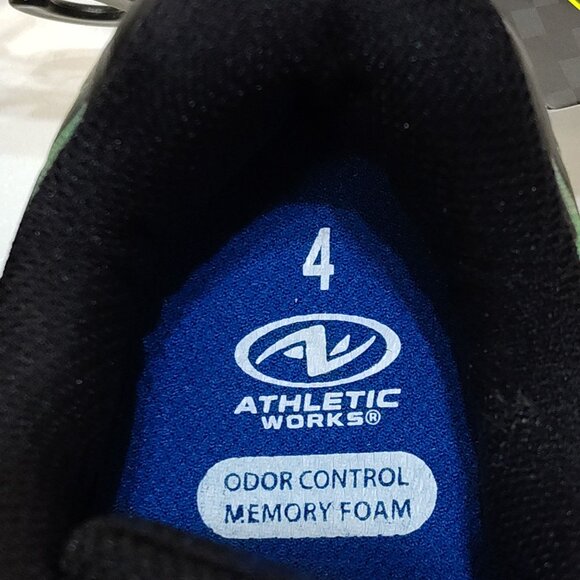 4
ATHLETIC
WORKS®
ODOR CONTROL
MEMORY FOAM